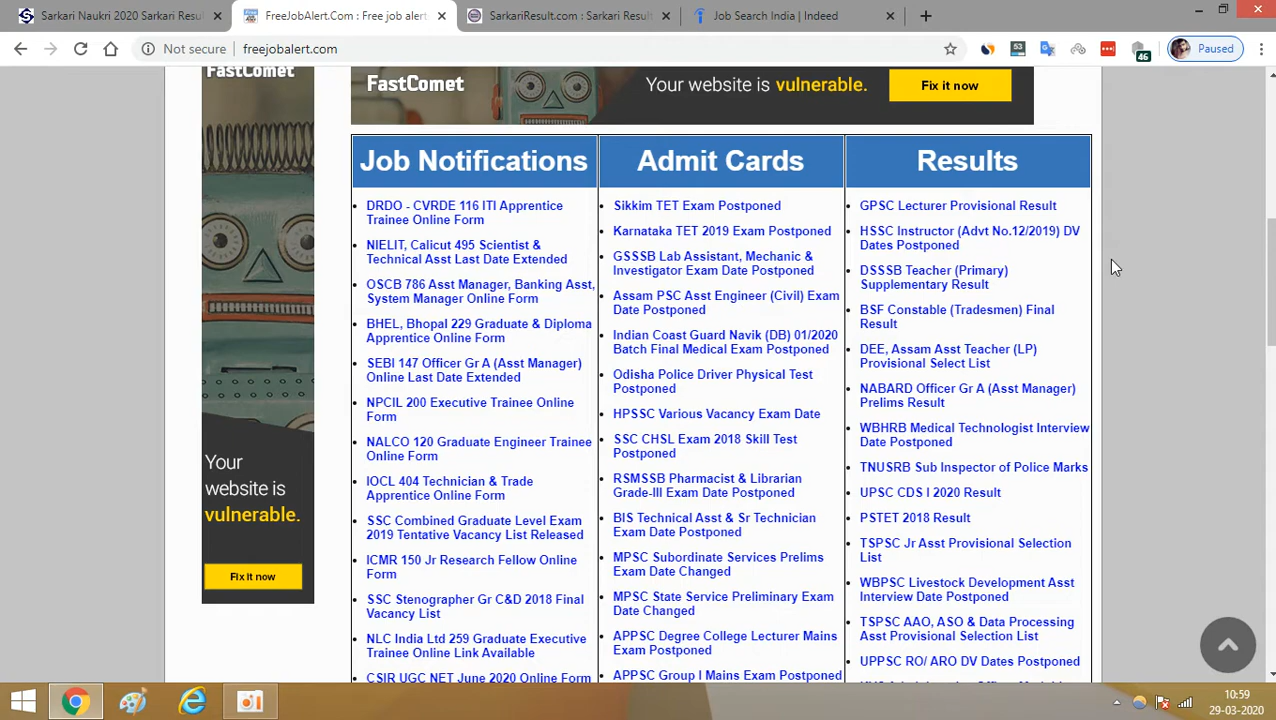 Sarkari Naukri 2020 Sarkari Resu
FreeJobAlert.Com : Free job alert
SarkariResult.com : Sarkari Resul
Job Search India | Indeed
Not secure | freejobalert.com
53
46
Paused
FastComet
FastComet
Your website is vulnerable.
Fix it now
Your
website is
vulnerable.
Fix it now
Job Notifications
DRDO - CVRDE 116 ITI Apprentice
Trainee Online Form
NIELIT, Calicut 495 Scientist &
Technical Asst Last Date Extended
OSCB 786 Asst Manager, Banking Asst,
System Manager Online Form
BHEL, Bhopal 229 Graduate & Diploma
Apprentice Online Form
SEBI 147 Officer Gr A (Asst Manager)
Online Last Date Extended
NPCIL 200 Executive Trainee Online
Form
NALCO 120 Graduate Engineer Trainee
Online Form
IOCL 404 Technician & Trade
Apprentice Online Form
SSC Combined Graduate Level Exam
2019 Tentative Vacancy List Released
ICMR 150 Jr Research Fellow Online
Form
SSC Stenographer Gr C&D 2018 Final
Vacancy List
NLC India Ltd 259 Graduate Executive
Trainee Online Link Available
CSIR UGC NET June 2020 Online Form
Admit Cards
Sikkim TET Exam Postponed
Karnataka TET 2019 Exam Postponed
GSSSB Lab Assistant, Mechanic &
Investigator Exam Date Postponed
Assam PSC Asst Engineer (Civil) Exam
Date Postponed
Indian Coast Guard Navik (DB) 01/2020
Batch Final Medical Exam Postponed
Odisha Police Driver Physical Test
Postponed
HPSSC Various Vacancy Exam Date
SSC CHSL Exam 2018 Skill Test
Postponed
RSMSSB Pharmacist & Librarian
Grade-III Exam Date Postponed
BIS Technical Asst & Sr Technician
Exam Date Postponed
MPSC Subordinate Services Prelims
Exam Date Changed
MPSC State Service Preliminary Exam
Date Changed
APPSC Degree College Lecturer Mains
Exam Postponed
APPSC Group I Mains Exam Postponed
Results
GPSC Lecturer Provisional Result
HSSC Instructor (Advt No.12/2019) DV
Dates Postponed
DSSSB Teacher (Primary)
Supplementary Result
BSF Constable (Tradesmen) Final
Result
DEE, Assam Asst Teacher (LP)
Provisional Select List
NABARD Officer Gr A (Asst Manager)
Prelims Result
WBHRB Medical Technologist Interview
Date Postponed
TNUSRB Sub Inspector of Police Marks
UPSC CDS I 2020 Result
PSTET 2018 Result
TSPSC Jr Asst Provisional Selection
List
WBPSC Livestock Development Asst
Interview Date Postponed
TSPSC AAO, ASO & Data Processing
Asst Provisional Selection List
UPPSC RO/ ARO DV Dates Postponed
10:59
29-03-2020